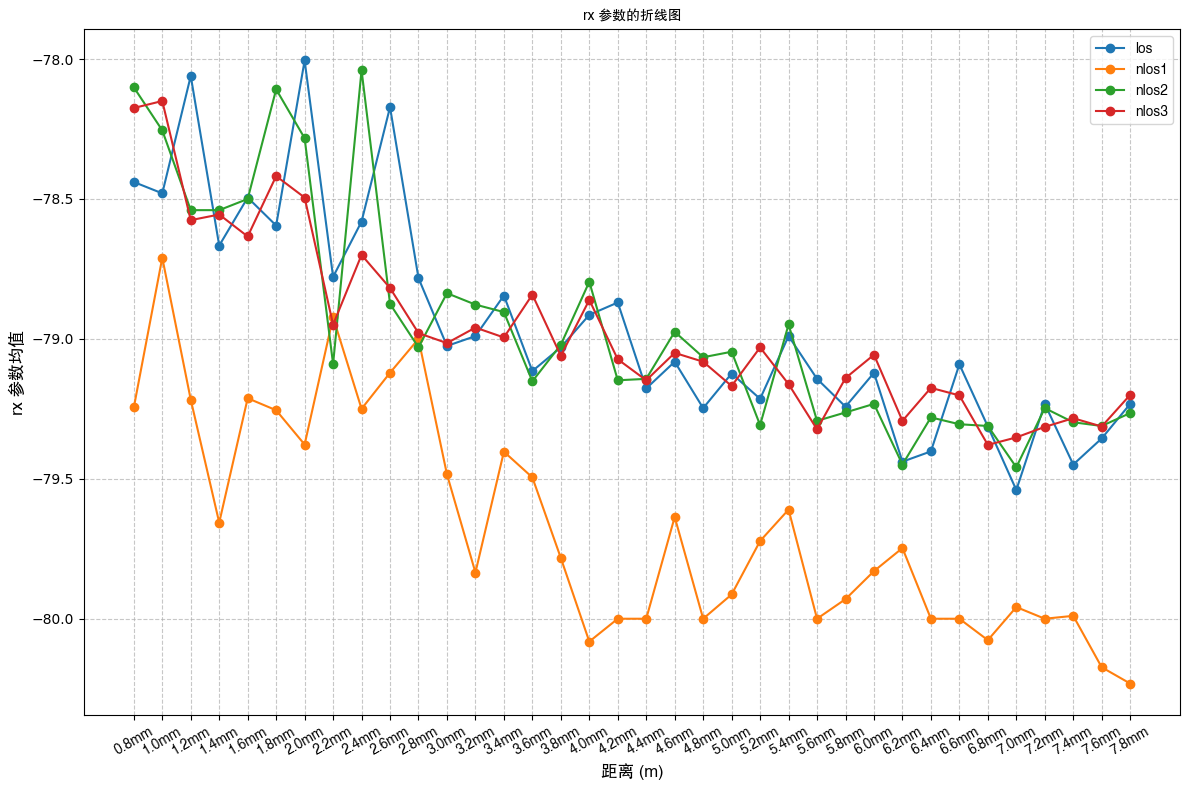 rx 参数的折线图
los
nlos1
nlos2
nlos3
rx 参数均值
−78.0
−78.5
−79.0
−79.5
−80.0
0.8mm
1.0mm
1.2mm
1.4mm
1.6mm
1.8mm
2.0mm
2.2mm
2.4mm
2.6mm
2.8mm
3.0mm
3.2mm
3.4mm
3.6mm
3.8mm
4.0mm
4.2mm
4.4mm
4.6mm
4.8mm
5.0mm
5.2mm
5.4mm
5.6mm
5.8mm
6.0mm
6.2mm
6.4mm
6.6mm
6.8mm
7.0mm
7.2mm
7.4mm
7.6mm
7.8mm
距离 (m)